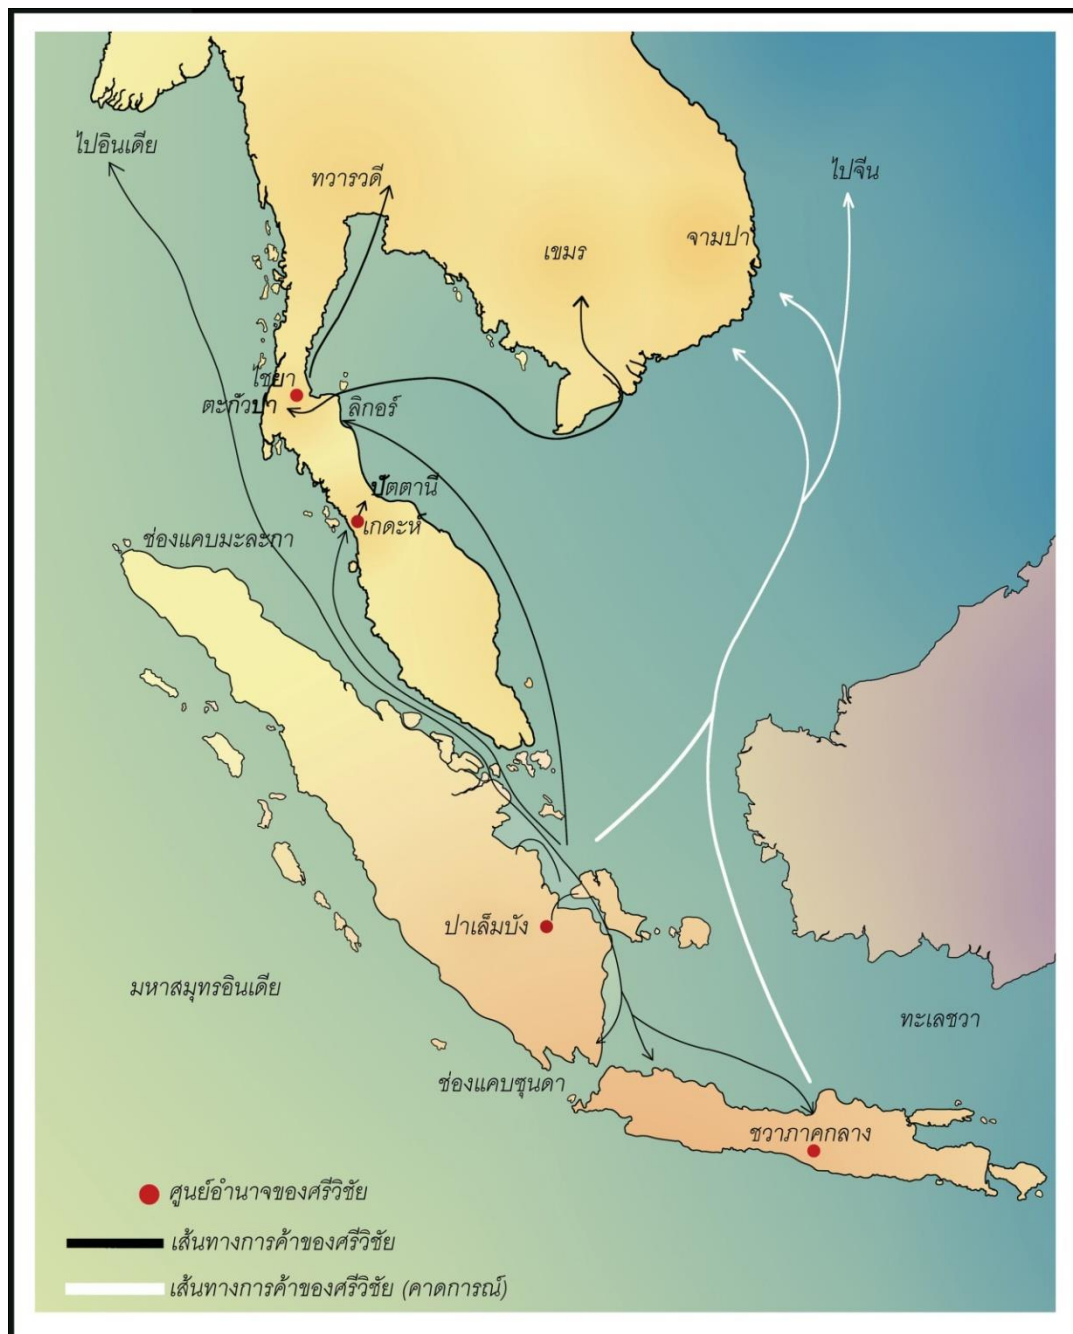 ไปอินเดีย
ทวารวดี
ไปจีน
เขมร
จามปา
ไชยา
ตะกั่วป่า
ลิกอร์
ปัตตานี
เกดะห์
ช่องแคบมะละกา
ปาเล็มบัง
มหาสมุทรอินเดีย
ทะเลชวา
ช่องแคบซุนดา
ชวาภาคกลาง
ศูนย์อำนาจของศรีวิชัย
เส้นทางการค้าของศรีวิชัย
เส้นทางการค้าของศรีวิชัย (คาดการณ์)